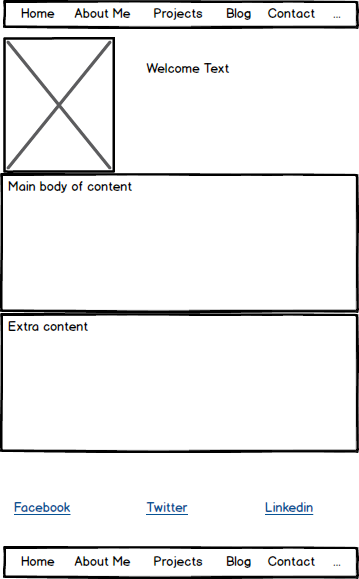 Home About Me Projects Blog Contact ...
Welcome Text
Main body of content
Extra content
Facebook Twitter Linkedin
Home About Me Projects Blog Contact ...